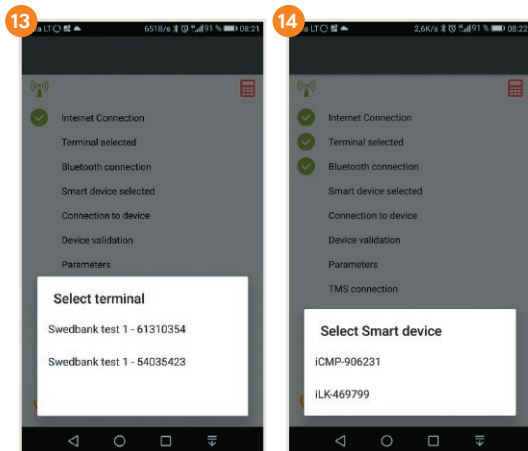 13
LT
651B/s
91 %
08:21
Internet Connection
Terminal selected
Bluetooth connection
Smart device selected
Connection to device
Device validation
Parameters
Select terminal
Swedbank test 1 - 61310354
Swedbank test 1 - 54035423
14
LT
2,6K/s
91 %
08:22
Internet Connection
Terminal selected
Bluetooth connection
Smart device selected
Connection to device
Device validation
Parameters
TMS connection
Select Smart device
iCMP-906231
iLK-469799